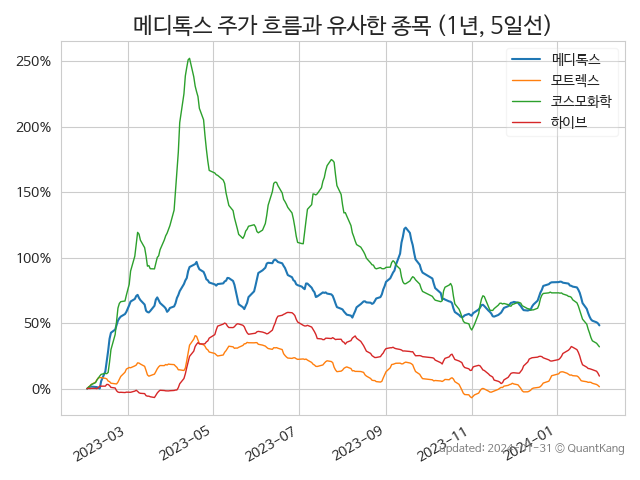 메디톡스 주가 흐름과 유사한 종목 (1년, 5일선)
메디톡스
모트렉스
코스모화학
하이브
250%
200%
150%
100%
50%
0%
2023-03
2023-05
2023-07
2023-09
2023-11
2024-01
updated: 2024-01-31 © QuantKang